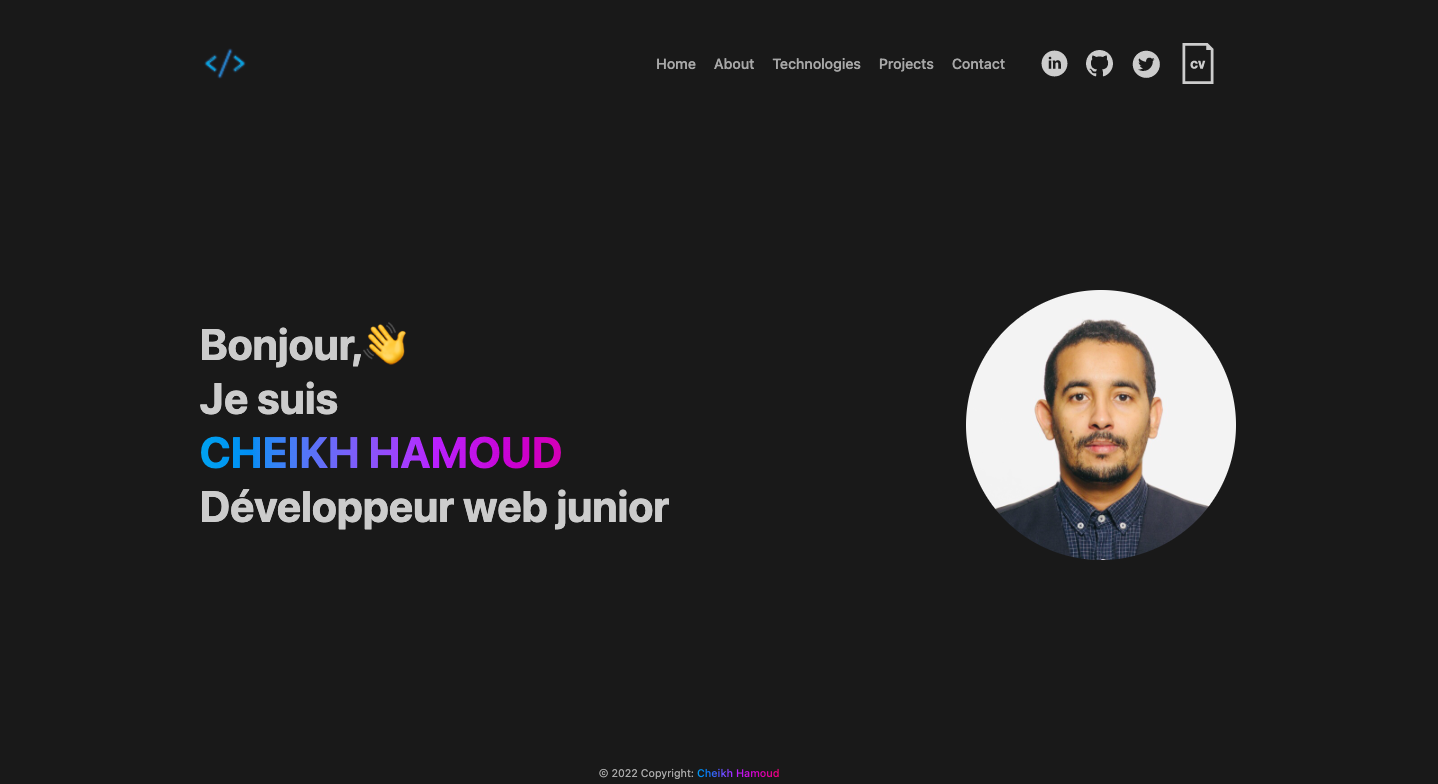 </>
Home About Technologies Projects Contact in CV
Bonjour,👋
Je suis
CHEIKH HAMOUD
Développeur web junior
© 2022 Copyright: Cheikh Hamoud